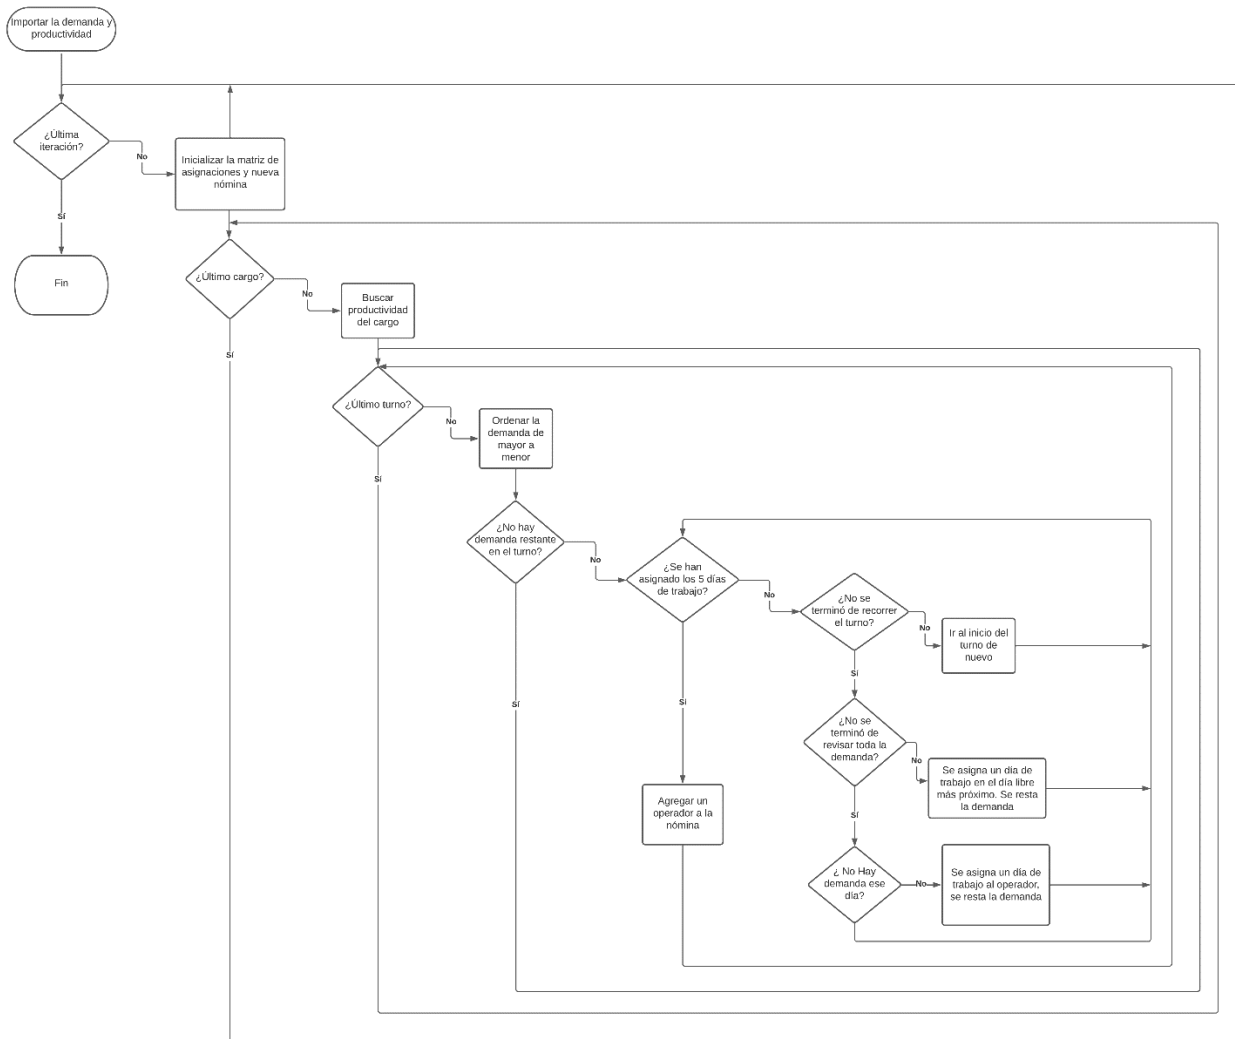 Importar la demanda y
productividad
¿Última
iteración?
No
Inicializar la matriz de
asignaciones y nueva
nómina
Sí
Fin
¿Último cargo?
No
Buscar
productividad
del cargo
Sí
¿Último turno?
No
Ordenar la
demanda de
mayor a
menor
Sí
¿No hay
demanda restante
en el turno?
No
¿Se han
asignado los 5 días
de trabajo?
No
¿No se
terminó de recorrer
el turno?
No
Ir al inicio del
turno de
nuevo
Sí
Sí
Sí
¿No se
terminó de
revisar toda la
demanda?
No
Se asigna un día de
trabajo en el día libre
más próximo. Se resta
la demanda
Agregar un
operador a la
nómina
Sí
¿ No Hay
demanda ese
día?
No
Se asigna un día de
trabajo al operador,
se resta la demanda